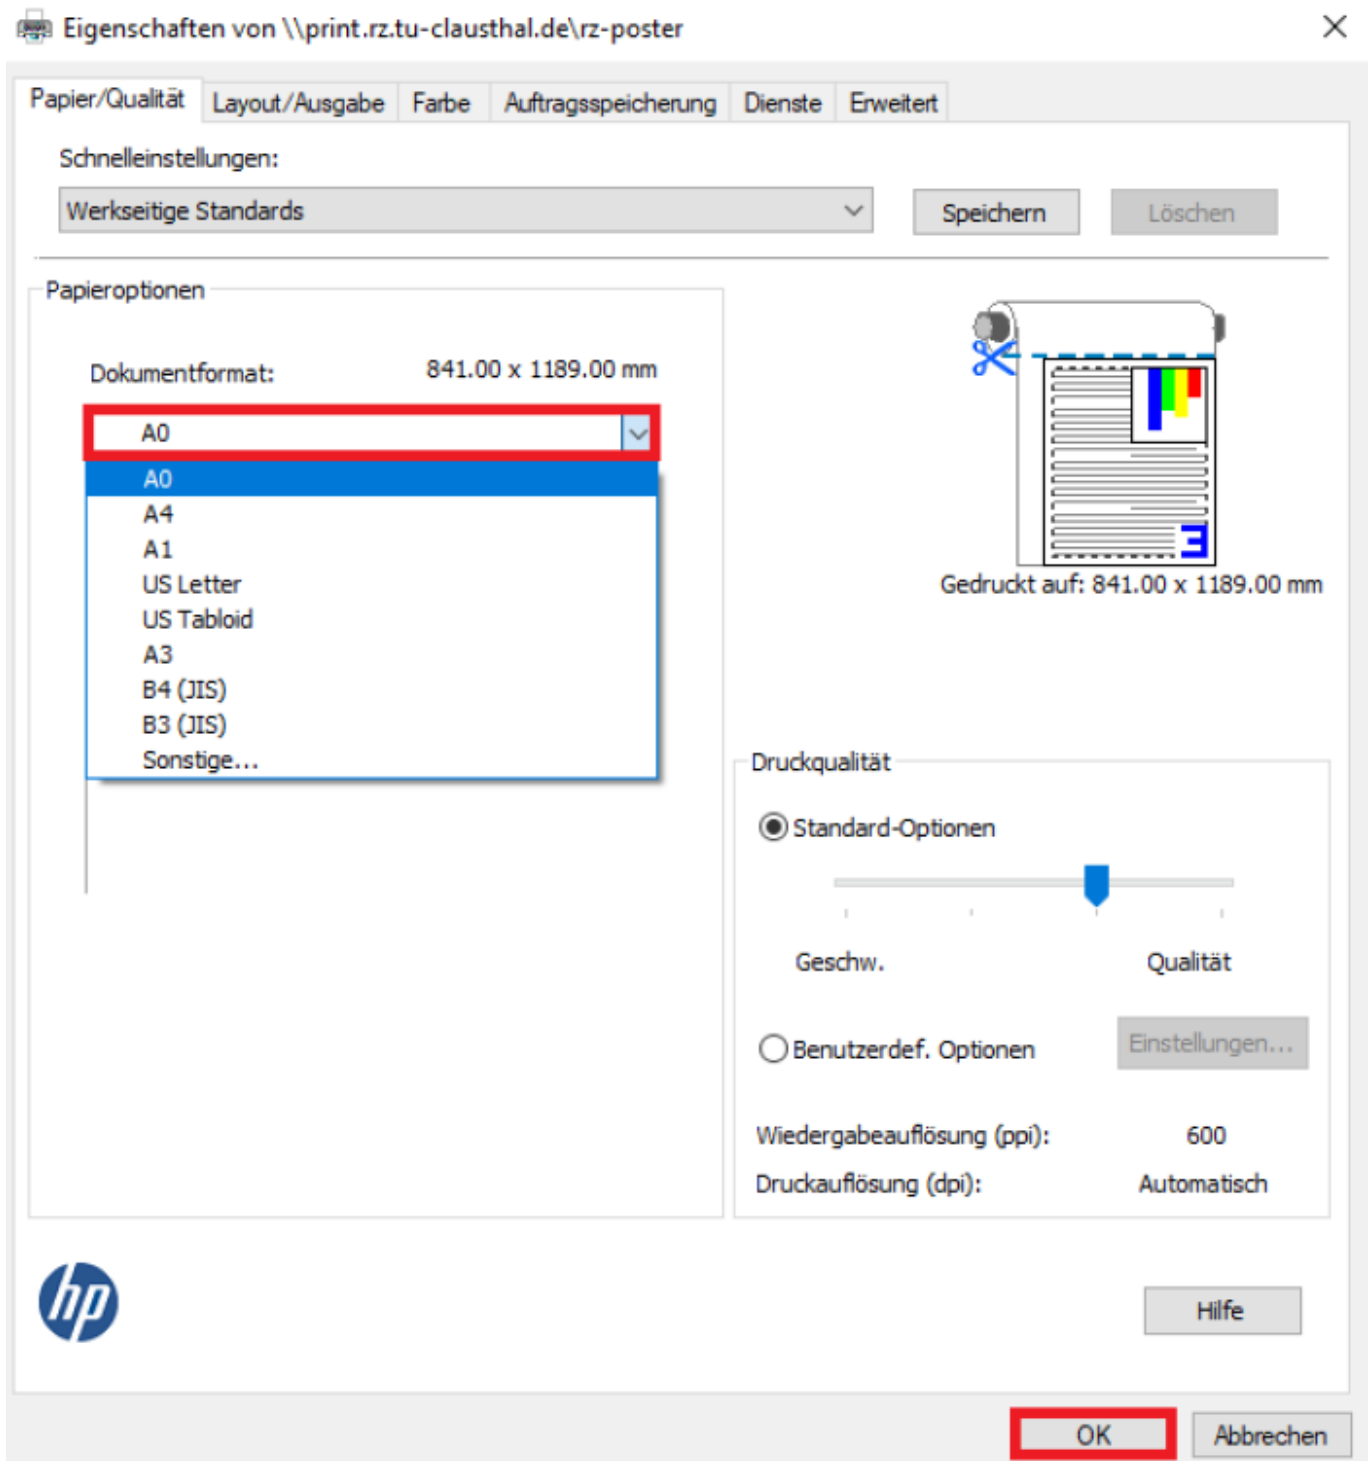 Eigenschaften von \\print.rz.tu-clausthal.de\rz-poster
Papier/Qualität Layout/Ausgabe Farbe Auftragsspeicherung Dienste Erweitert
Schnelleinstellungen:
Werkseitige Standards Speichern Löschen
Papieroptionen
Dokumentformat: 841.00 x 1189.00 mm
A0
A0
A4
A1
US Letter
US Tabloid
A3
B4 (JIS)
B3 (JIS)
Sonstige...
Gedruckt auf: 841.00 x 1189.00 mm
Druckqualität
Standard-Optionen
Geschw. Qualität
Benutzerdef. Optionen Einstellungen...
Wiedergabeauflösung (ppi): 600
Druckauflösung (dpi): Automatisch
hp
Hilfe
OK Abbrechen